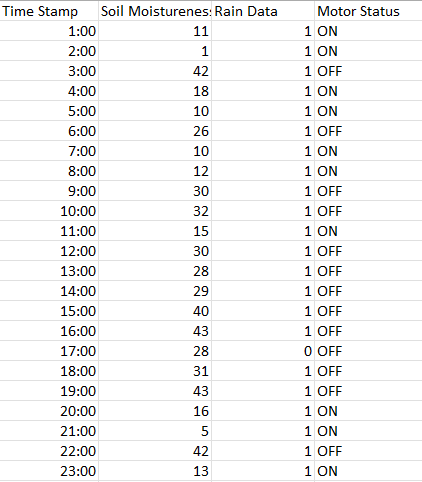 Time Stamp Soil Moistureness Rain Data Motor Status
1:00 11 1 ON
2:00 1 1 ON
3:00 42 1 OFF
4:00 18 1 ON
5:00 10 1 ON
6:00 26 1 OFF
7:00 10 1 ON
8:00 12 1 ON
9:00 30 1 OFF
10:00 32 1 OFF
11:00 15 1 ON
12:00 30 1 OFF
13:00 28 1 OFF
14:00 29 1 OFF
15:00 40 1 OFF
16:00 43 1 OFF
17:00 28 0 OFF
18:00 31 1 OFF
19:00 43 1 OFF
20:00 16 1 ON
21:00 5 1 ON
22:00 42 1 OFF
23:00 13 1 ON